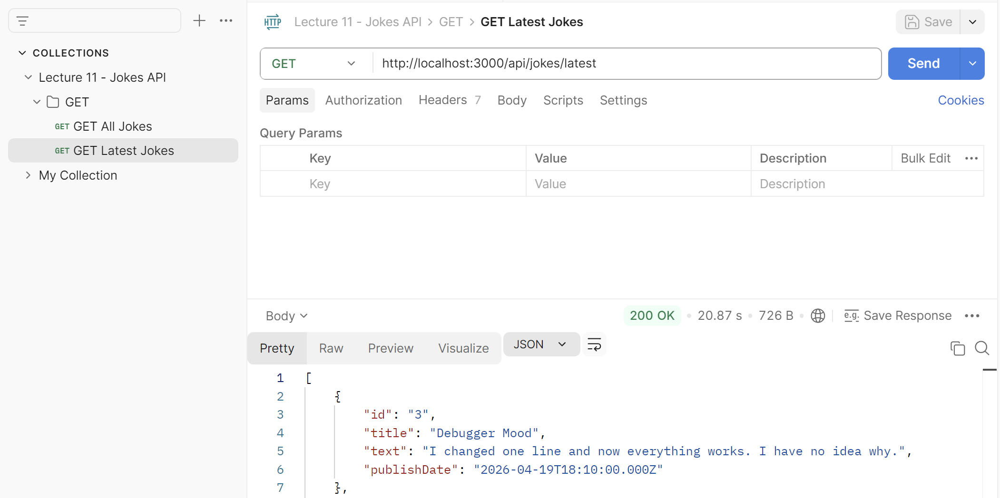 COLLECTIONS
Lecture 11 - Jokes API
GET
GET GET All Jokes
GET GET Latest Jokes
My Collection
HTTP Lecture 11 - Jokes API > GET > GET Latest Jokes
Save
GET http://localhost:3000/api/jokes/latest
Send
Params Authorization Headers 7 Body Scripts Settings Cookies
Query Params
Key Value Description Bulk Edit
Key Value Description
Body 200 OK 20.87 s 726 B e.g. Save Response
Pretty Raw Preview Visualize JSON
1 [
2 {
3 "id": "3",
4 "title": "Debugger Mood",
5 "text": "I changed one line and now everything works. I have no idea why.",
6 "publishDate": "2026-04-19T18:10:00.000Z"
7 },